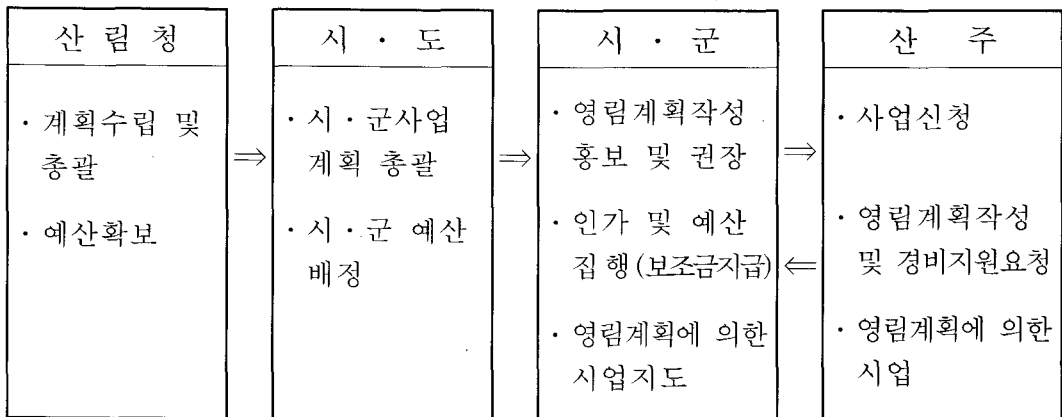 산 림 청
· 계획수립 및
총괄
· 예산확보
⇒
시 · 도
· 시 · 군사업
계획 총괄
· 시 · 군 예산
배정
⇒
시 · 군
· 영림계획작성
홍보 및 권장
· 인가 및 예산
집행(보조금지급)
· 영림계획에 의한
시업지도
⇒
⇐
산 주
· 사업신청
· 영림계획작성
및 경비지원요청
· 영림계획에 의한
시업